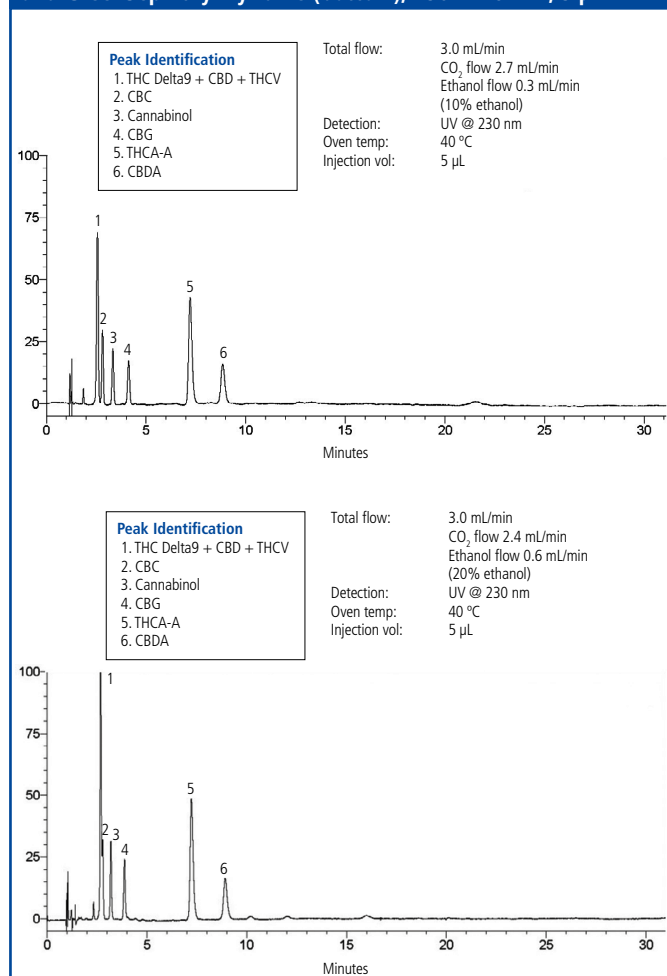 Peak Identification
1. THC Delta9 + CBD + THCV
2. CBC
3. Cannabinol
4. CBG
5. THCA-A
6. CBDA
Total flow: 3.0 mL/min
CO2 flow 2.7 mL/min
Ethanol flow 0.3 mL/min
(10% ethanol)
Detection: UV @ 230 nm
Oven temp: 40 ºC
Injection vol: 5 µL
100
75
50
25
0
1
2
3
4
5
6
0 5 10 15 20 25 30
Minutes
Peak Identification
1. THC Delta9 + CBD + THCV
2. CBC
3. Cannabinol
4. CBG
5. THCA-A
6. CBDA
Total flow: 3.0 mL/min
CO2 flow 2.4 mL/min
Ethanol flow 0.6 mL/min
(20% ethanol)
Detection: UV @ 230 nm
Oven temp: 40 ºC
Injection vol: 5 µL
100
75
50
25
0
1
2
3
4
5
6
0 5 10 15 20 25 30
Minutes